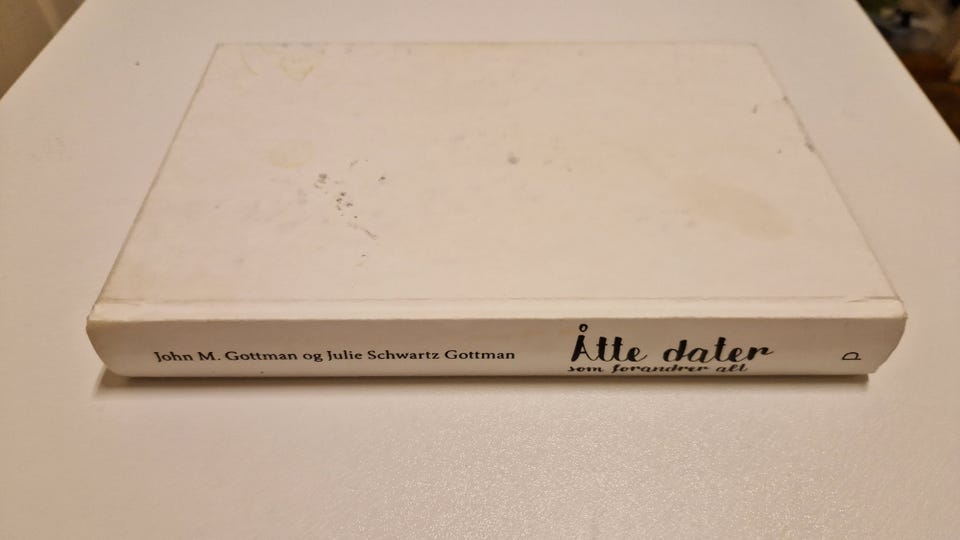 John M. Gottman og Julie Schwartz Gottman
Åtte dater
som forandrer alt